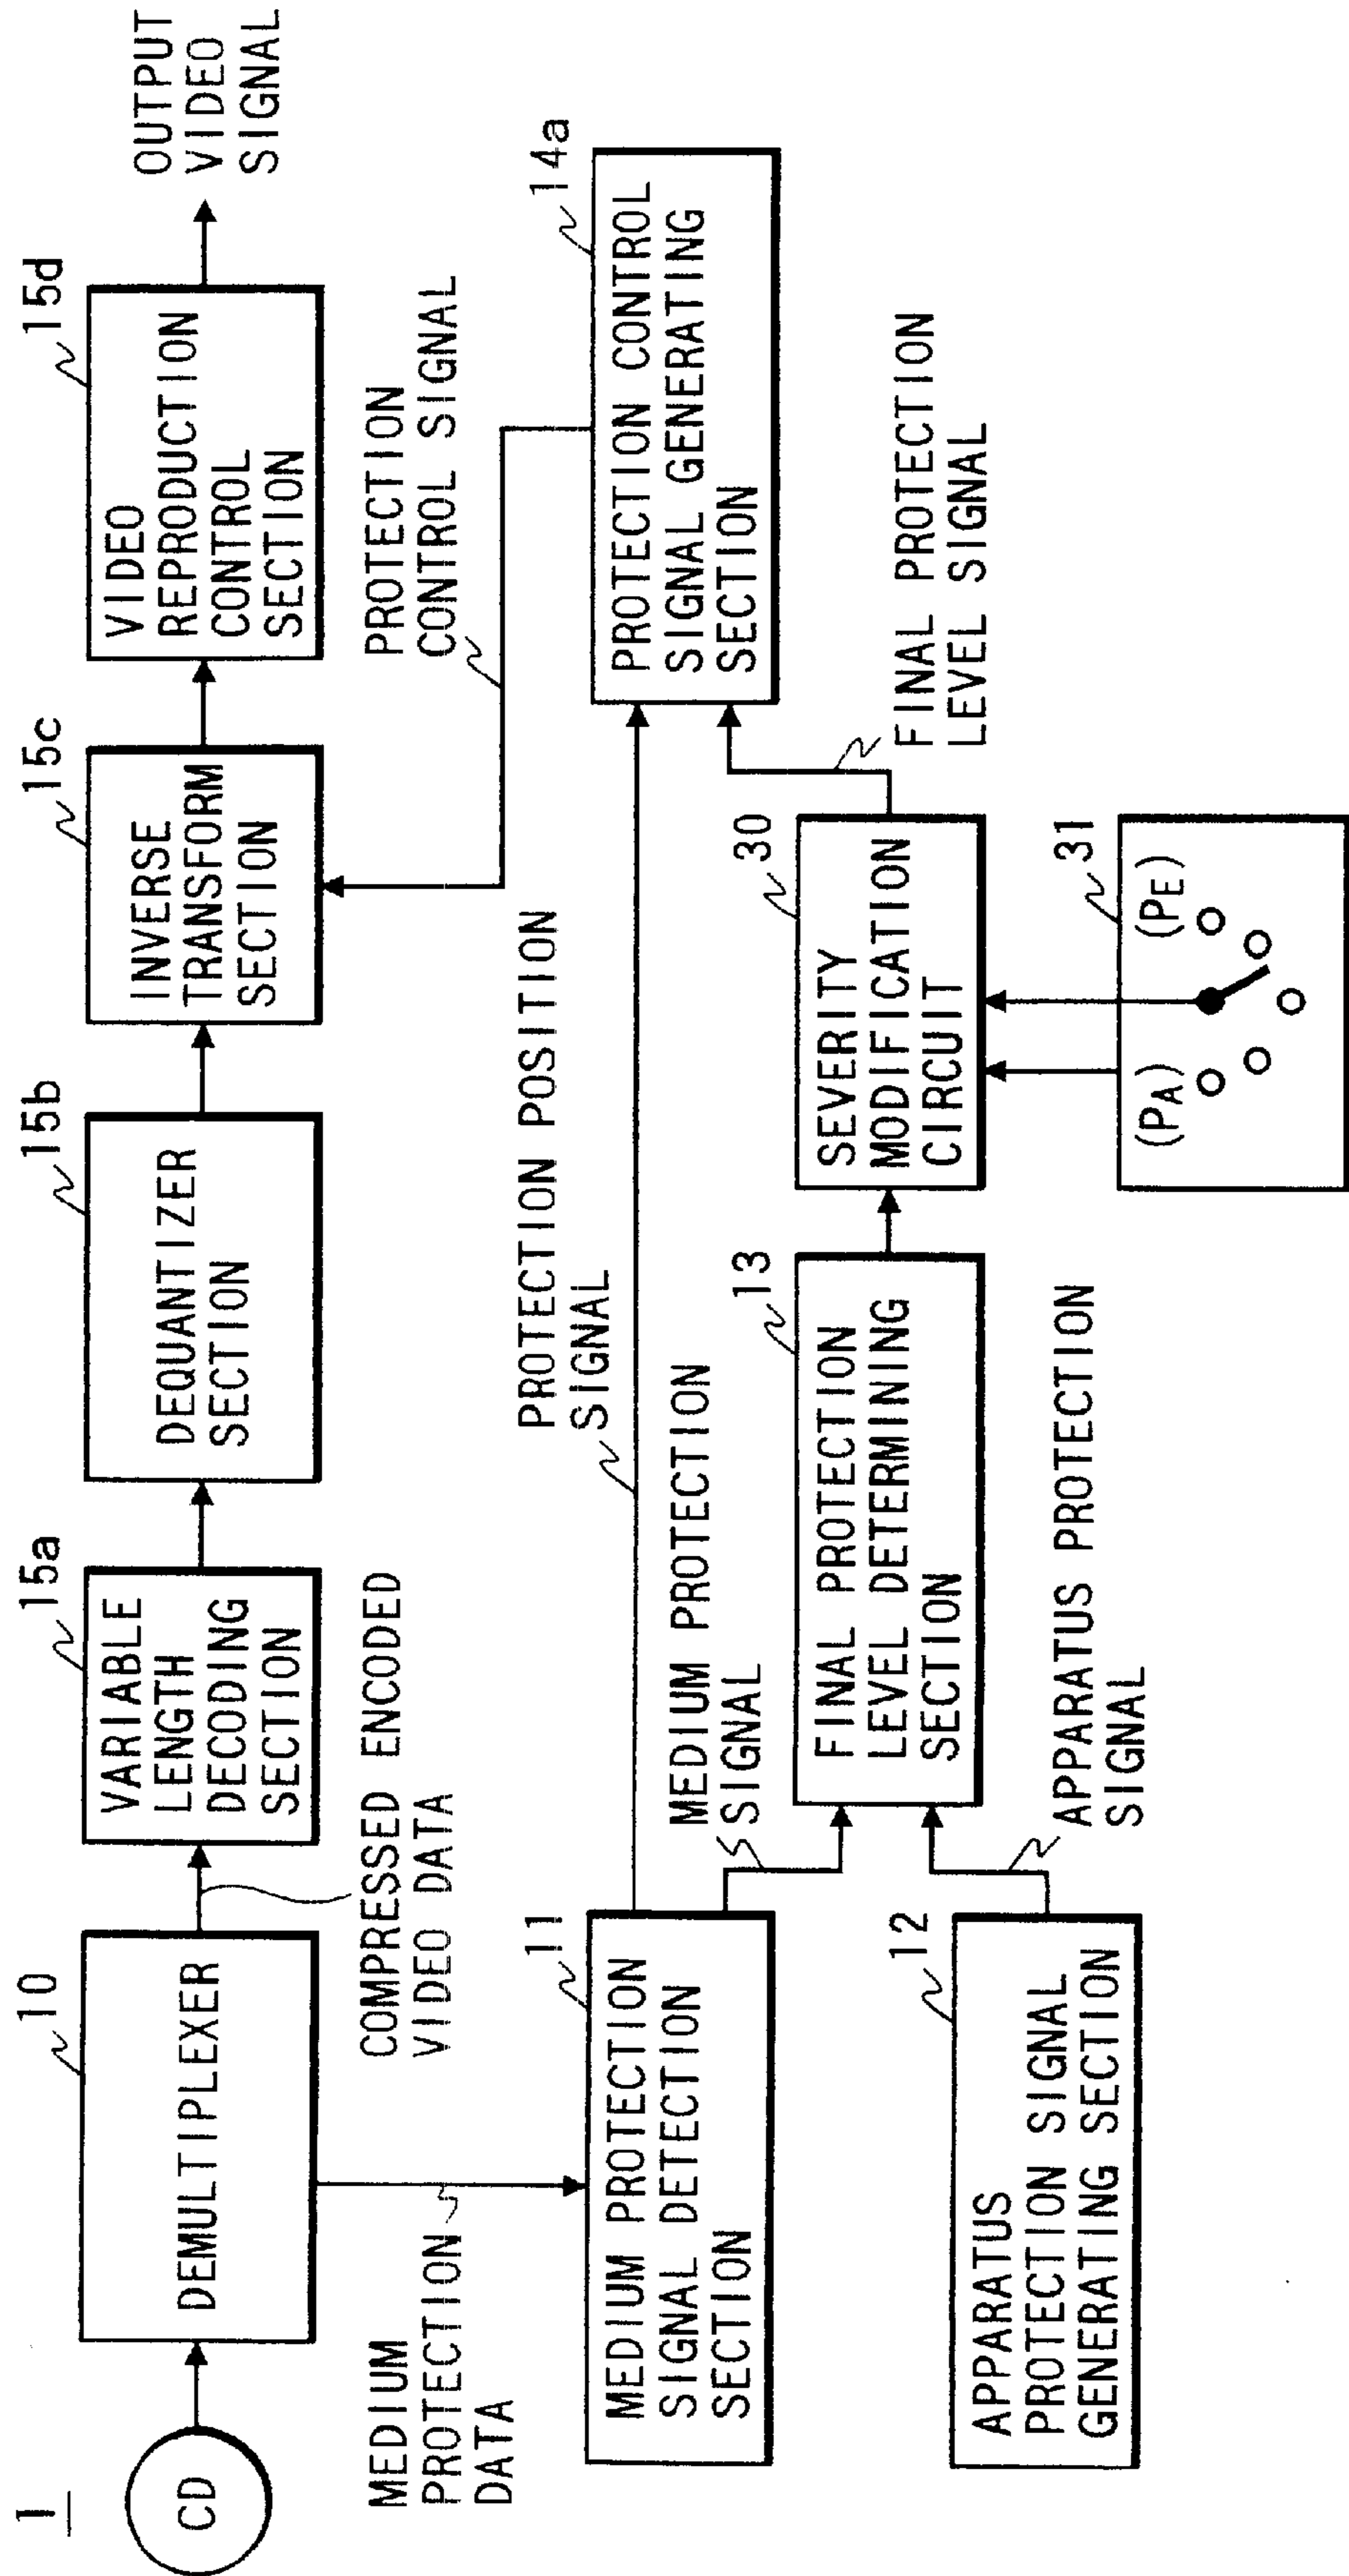 1
CD
10
DEMULTIPLEXER
COMPRESSED ENCODED
VIDEO DATA
15a
VARIABLE
LENGTH
DECODING
SECTION
15b
DEQUANTIZER
SECTION
15c
INVERSE
TRANSFORM
SECTION
15d
VIDEO
REPRODUCTION
CONTROL
SECTION
OUTPUT
VIDEO
SIGNAL
MEDIUM
PROTECTION
DATA
PROTECTION
CONTROL SIGNAL
11
MEDIUM PROTECTION
SIGNAL DETECTION
SECTION
PROTECTION POSITION
SIGNAL
14a
PROTECTION CONTROL
SIGNAL GENERATING
SECTION
MEDIUM PROTECTION
SIGNAL
13
FINAL PROTECTION
LEVEL DETERMINING
SECTION
30
SEVERITY
MODIFICATION
CIRCUIT
FINAL PROTECTION
LEVEL SIGNAL
12
APPARATUS
PROTECTION SIGNAL
GENERATING SECTION
APPARATUS PROTECTION
SIGNAL
31
(PA)
(PE)